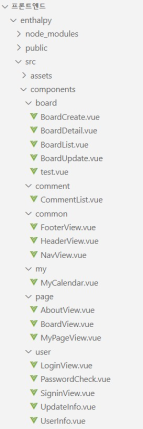 프론트엔드
enthalpy
node_modules
public
src
assets
components
board
BoardCreate.vue
BoardDetail.vue
BoardList.vue
BoardUpdate.vue
test.vue
comment
CommentList.vue
common
FooterView.vue
HeaderView.vue
NavView.vue
my
MyCalendar.vue
page
AboutView.vue
BoardView.vue
MyPageView.vue
user
LoginView.vue
PasswordCheck.vue
SigninView.vue
UpdateInfo.vue
UserInfo.vue